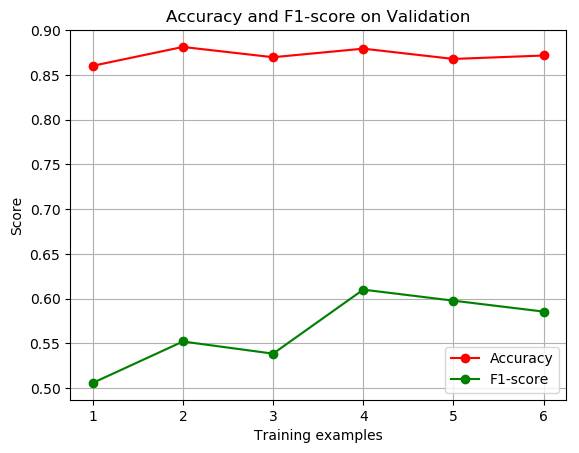 Accuracy and F1-score on Validation
0.90
0.85
0.80
0.75
0.70
0.65
0.60
0.55
0.50
Score
Accuracy
F1-score
1 2 3 4 5 6
Training examples